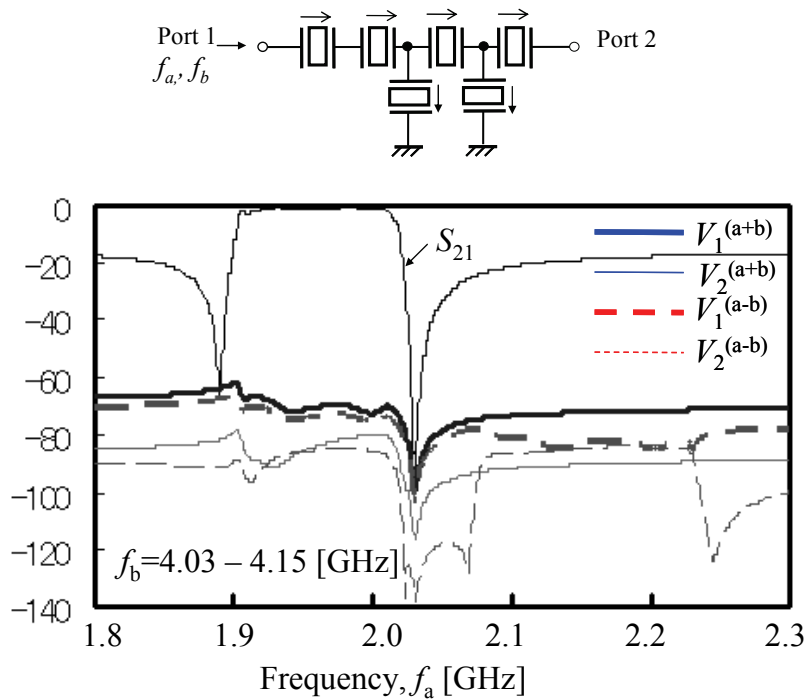 Port 1
fa,, fb
Port 2
0
−20
−40
−60
−80
−100
−120
−140
S21
V1(a+b)
V2(a+b)
V1(a-b)
V2(a-b)
fb=4.03 – 4.15 [GHz]
1.8 1.9 2.0 2.1 2.2 2.3
Frequency, fa [GHz]